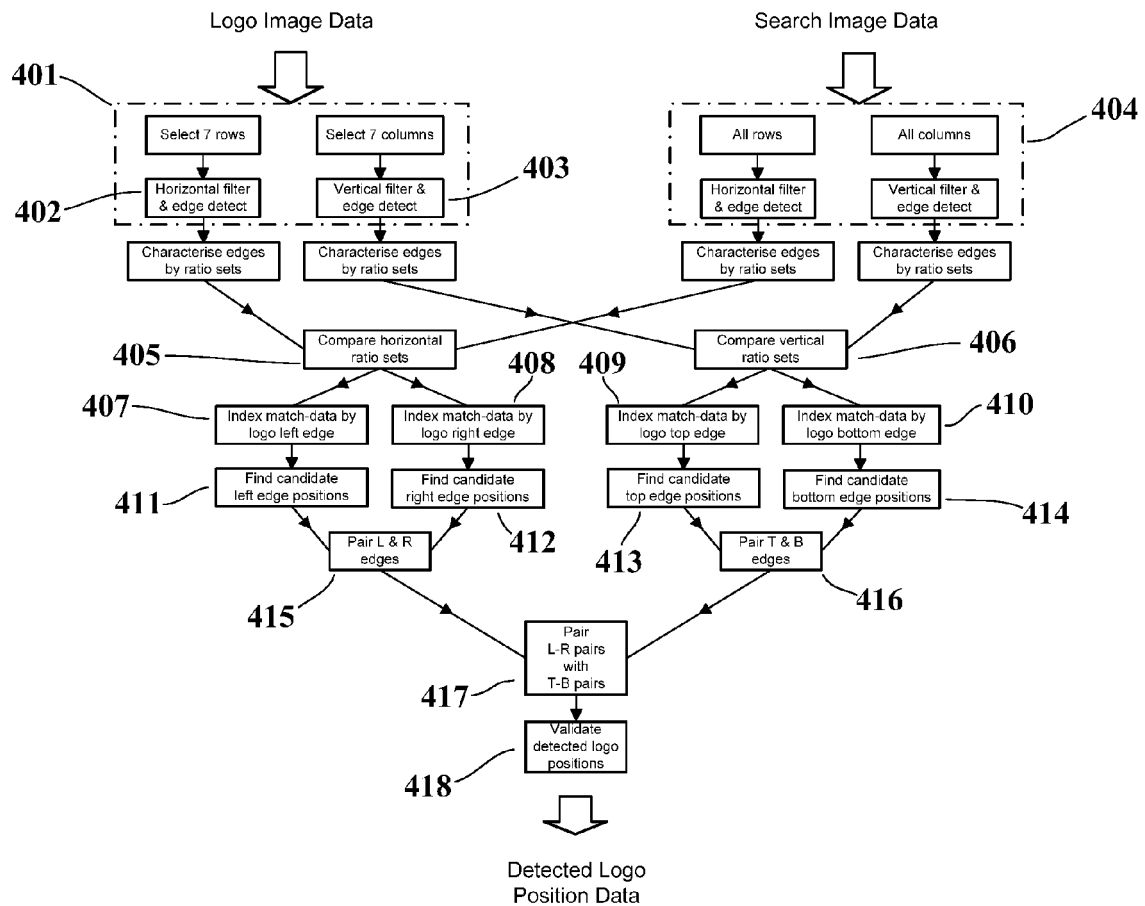 Logo Image Data
Search Image Data
401
404
Select 7 rows
Select 7 columns
All rows
All columns
402
Horizontal filter
& edge detect
Vertical filter &
edge detect
403
Horizontal filter
& edge detect
Vertical filter &
edge detect
Characterise edges
by ratio sets
Characterise edges
by ratio sets
Characterise edges
by ratio sets
Characterise edges
by ratio sets
405
Compare horizontal
ratio sets
Compare vertical
ratio sets
406
407
408
409
410
Index match-data by
logo left edge
Index match-data by
logo right edge
Index match-data by
logo top edge
Index match-data by
logo bottom edge
411
Find candidate
left edge positions
Find candidate
right edge positions
412
Find candidate
top edge positions
413
Find candidate
bottom edge positions
414
Pair L & R
edges
415
Pair T & B
edges
416
Pair
L-R pairs
with
T-B pairs
417
Validate
detected logo
positions
418
Detected Logo
Position Data